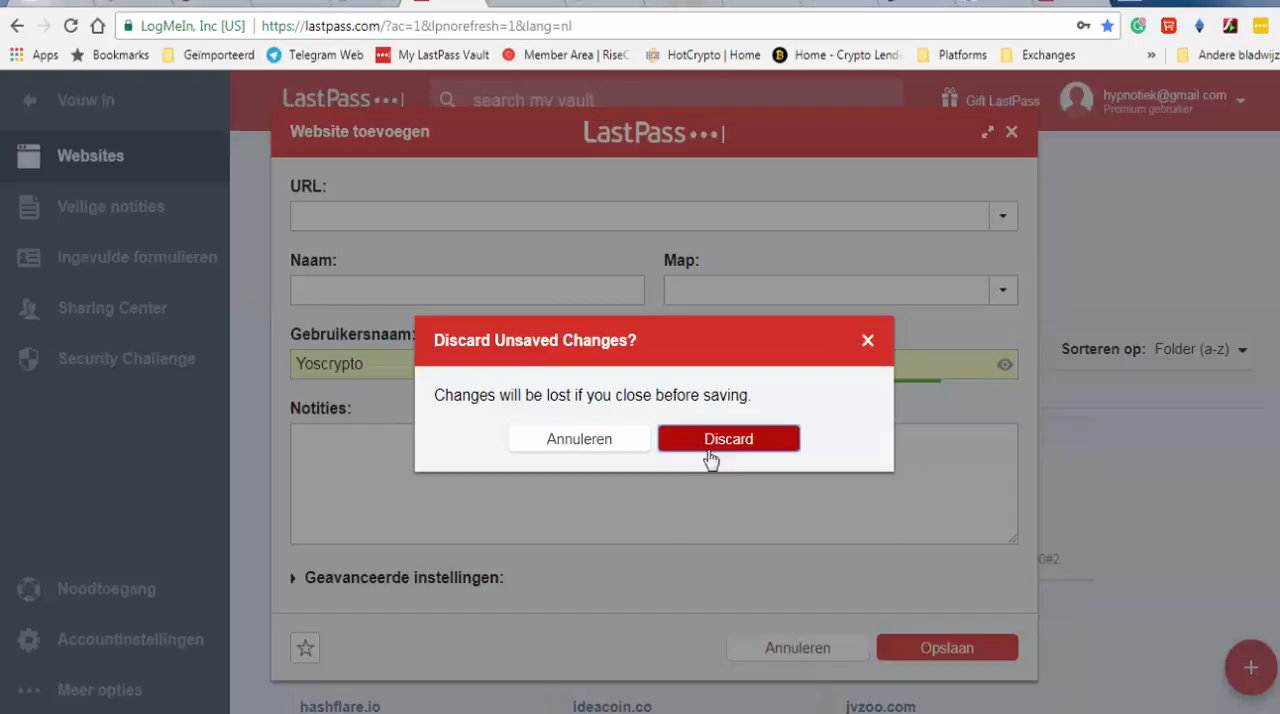 LogMeIn, Inc [US] https://lastpass.com/?ac=1&lpnorefresh=1&lang=nl
Apps Bookmarks Geïmporteerd Telegram Web My LastPass Vault Member Area | RiseC HotCrypto | Home Home - Crypto Lend Platforms Exchanges » Andere bladwijz
Vouw in
LastPass •••| search my vault Gift LastPass hypnotiek@gmail.com
Premium gebruiker
Website toevoegen LastPass •••|
Websites
Veilige notities
Ingevulde formulieren
Sharing Center
Security Challenge
Noodtoegang
Accountinstellingen
Meer opties
URL:
Naam: Map:
Gebruikersnaam:
Yoscrypto
Notities:
Discard Unsaved Changes?
Changes will be lost if you close before saving.
Annuleren Discard
Sorteren op: Folder (a-z)
Geavanceerde instellingen:
Annuleren Opslaan
hashflare.io ideacoin.co jvzoo.com